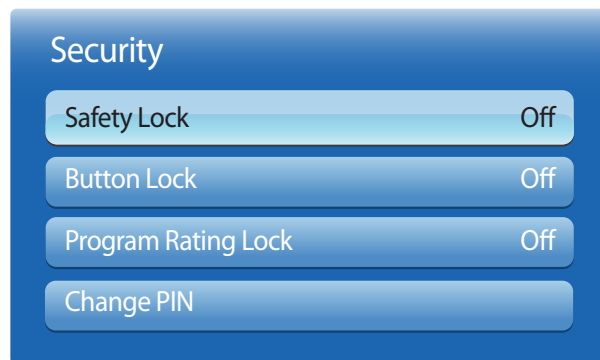 Security
Safety Lock Off
Button Lock Off
Program Rating Lock Off
Change PIN